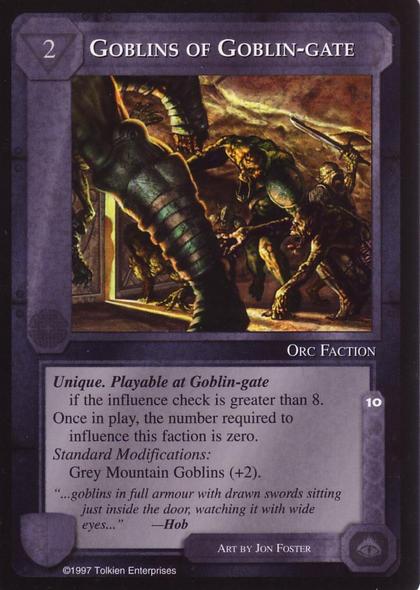 2
GOBLINS OF GOBLIN-GATE
ORC FACTION
Unique. Playable at Goblin-gate
if the influence check is greater than 8.
Once in play, the number required to
influence this faction is zero.
Standard Modifications:
Grey Mountain Goblins (+2).
10
"...goblins in full armour with drawn swords sitting
just inside the door, watching it with wide
eyes..." —Hob
ART BY JON FOSTER
©1997 Tolkien Enterprises